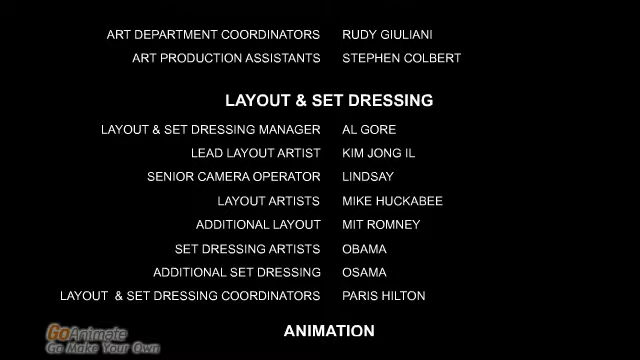 ART DEPARTMENT COORDINATORS RUDY GIULIANI
ART PRODUCTION ASSISTANTS STEPHEN COLBERT
LAYOUT & SET DRESSING
LAYOUT & SET DRESSING MANAGER AL GORE
LEAD LAYOUT ARTIST KIM JONG IL
SENIOR CAMERA OPERATOR LINDSAY
LAYOUT ARTISTS MIKE HUCKABEE
ADDITIONAL LAYOUT MIT ROMNEY
SET DRESSING ARTISTS OBAMA
ADDITIONAL SET DRESSING OSAMA
LAYOUT & SET DRESSING COORDINATORS PARIS HILTON
ANIMATION
GoAnimate
Go Make Your Own